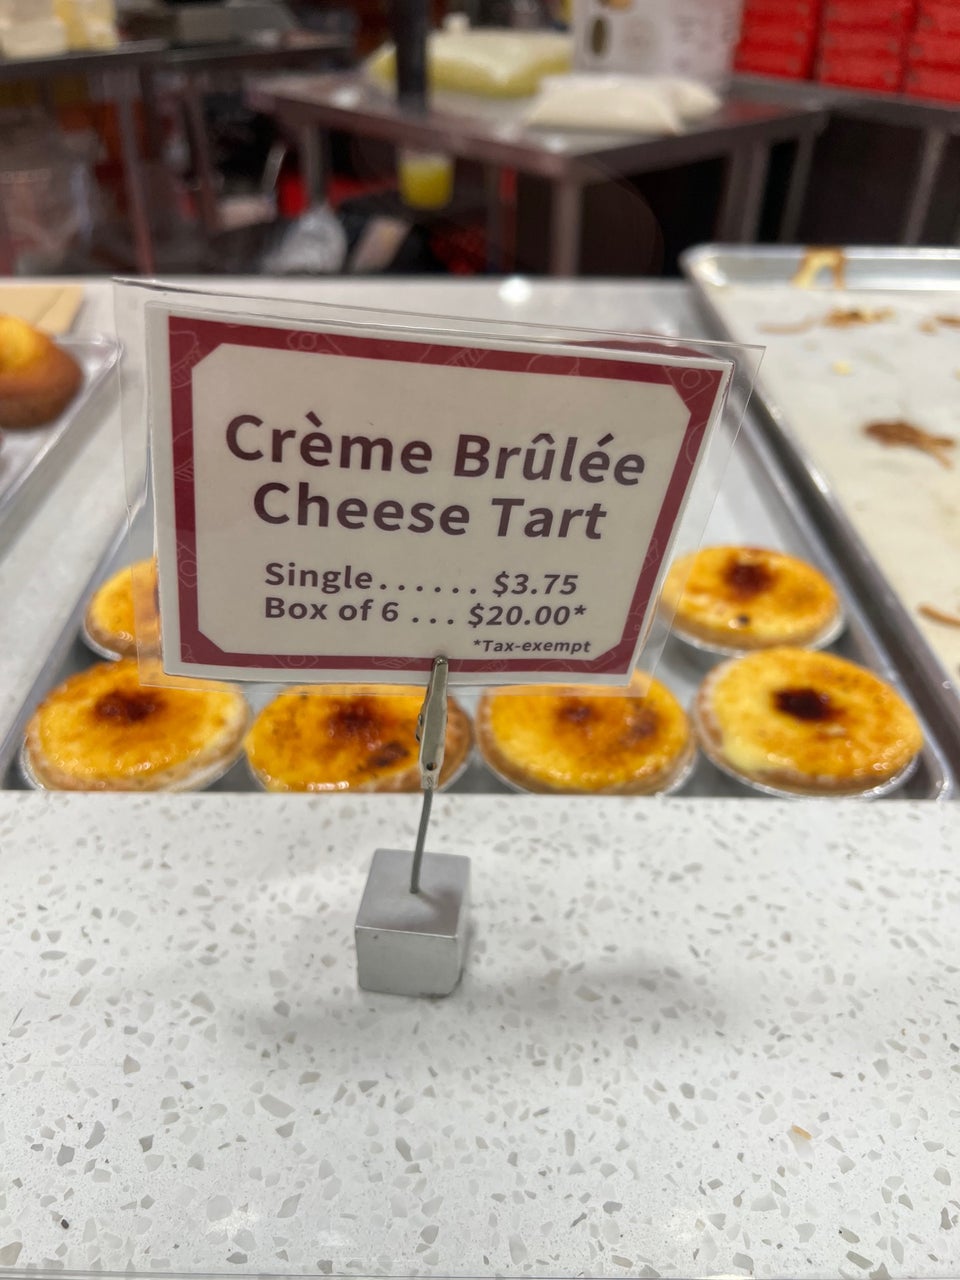 Crème Brûlée
Cheese Tart
Single...... $3.75
Box of 6 ... $20.00*
*Tax-exempt